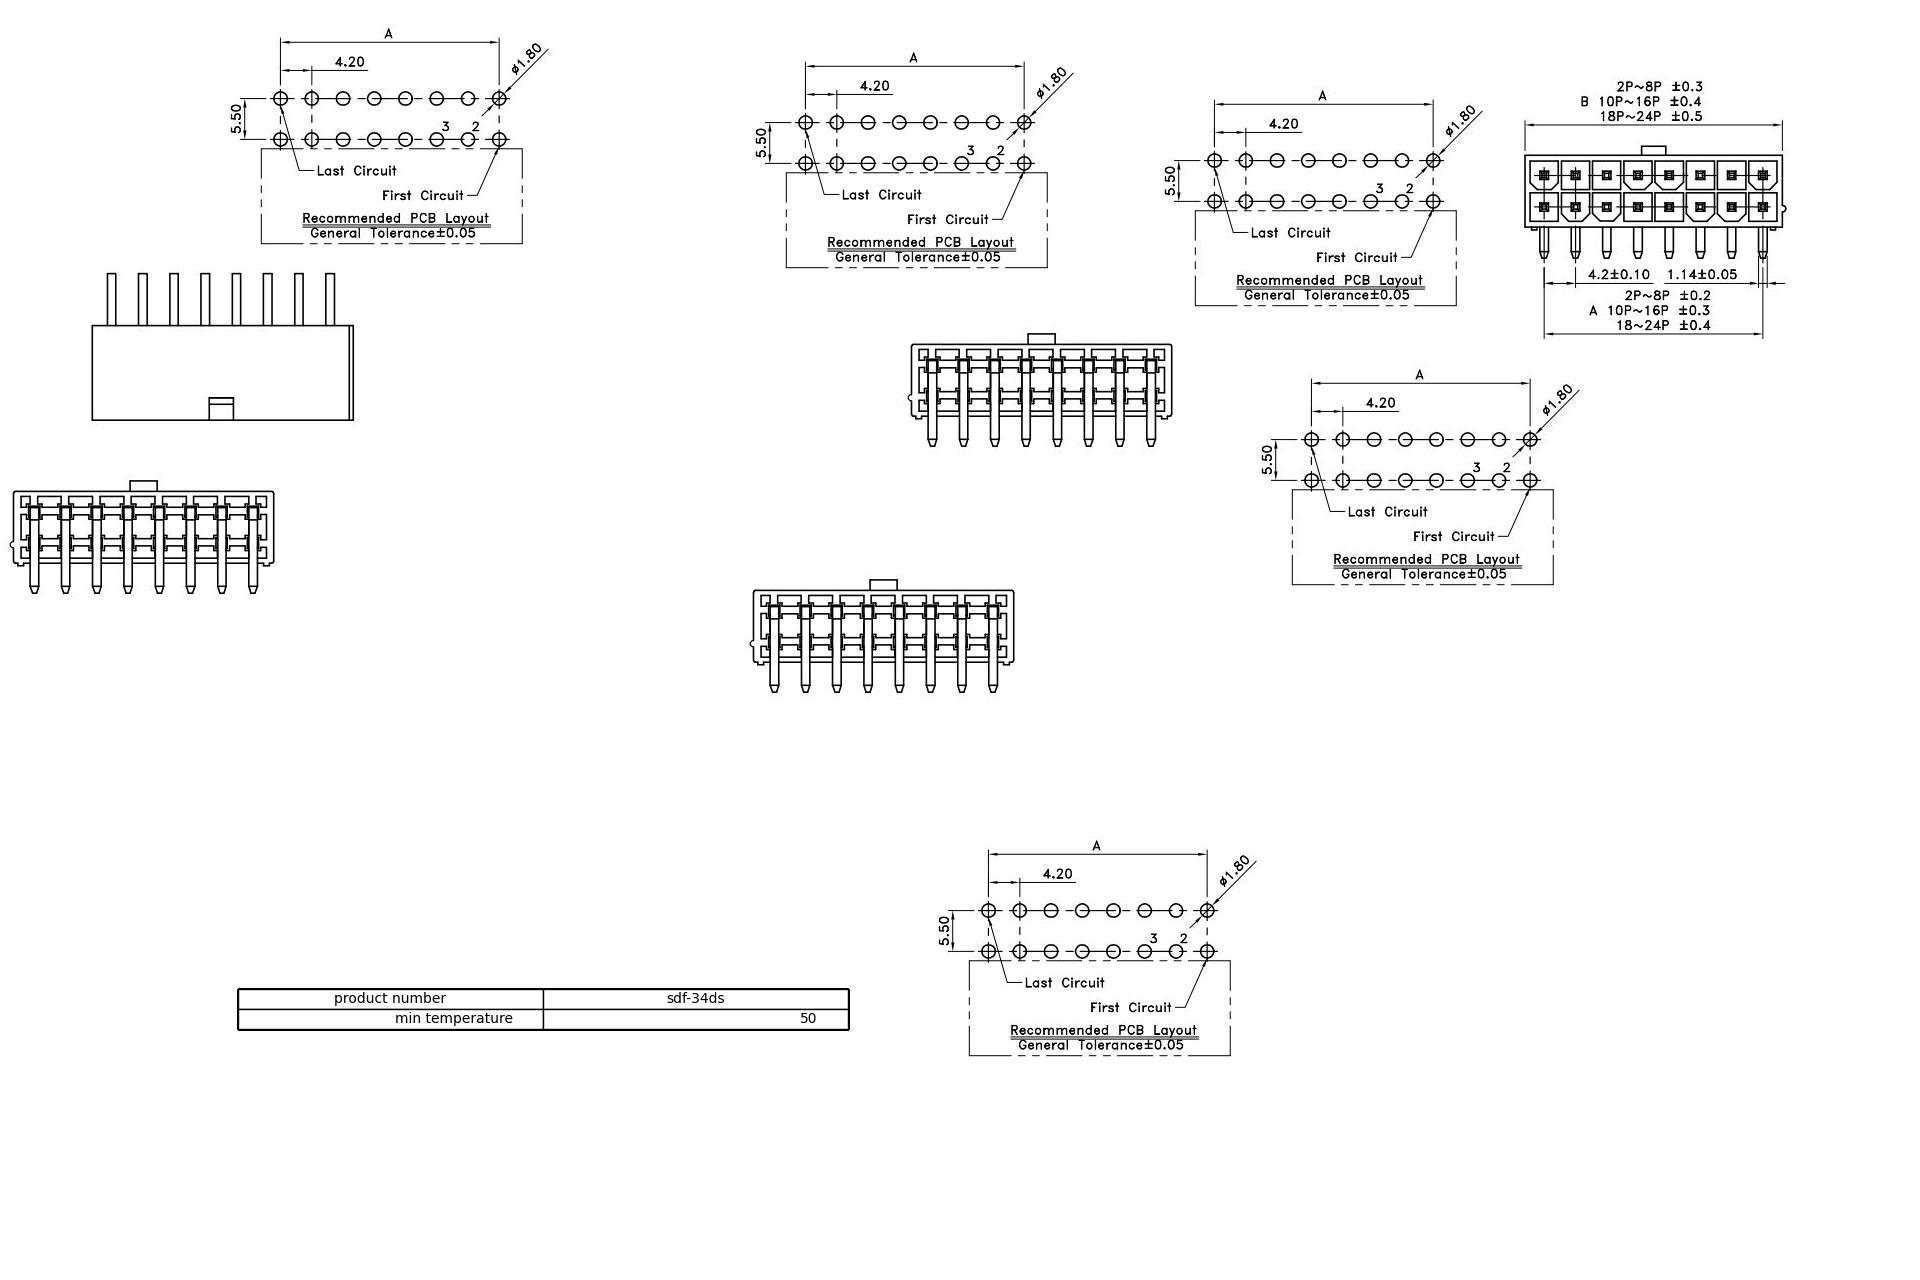 A
4.20
ø1.80
5.50
3 2
Last Circuit
First Circuit
Recommended PCB Layout
General Tolerance±0.05
A
4.20
ø1.80
5.50
3 2
Last Circuit
First Circuit
Recommended PCB Layout
General Tolerance±0.05
A
4.20
ø1.80
5.50
3 2
Last Circuit
First Circuit
Recommended PCB Layout
General Tolerance±0.05
2P~8P ±0.3
B 10P~16P ±0.4
18P~24P ±0.5
4.2±0.10 1.14±0.05
2P~8P ±0.2
A 10P~16P ±0.3
18~24P ±0.4
A
4.20
ø1.80
5.50
3 2
Last Circuit
First Circuit
Recommended PCB Layout
General Tolerance±0.05
A
4.20
ø1.80
5.50
3 2
Last Circuit
First Circuit
Recommended PCB Layout
General Tolerance±0.05
product number sdf-34ds
min temperature 50